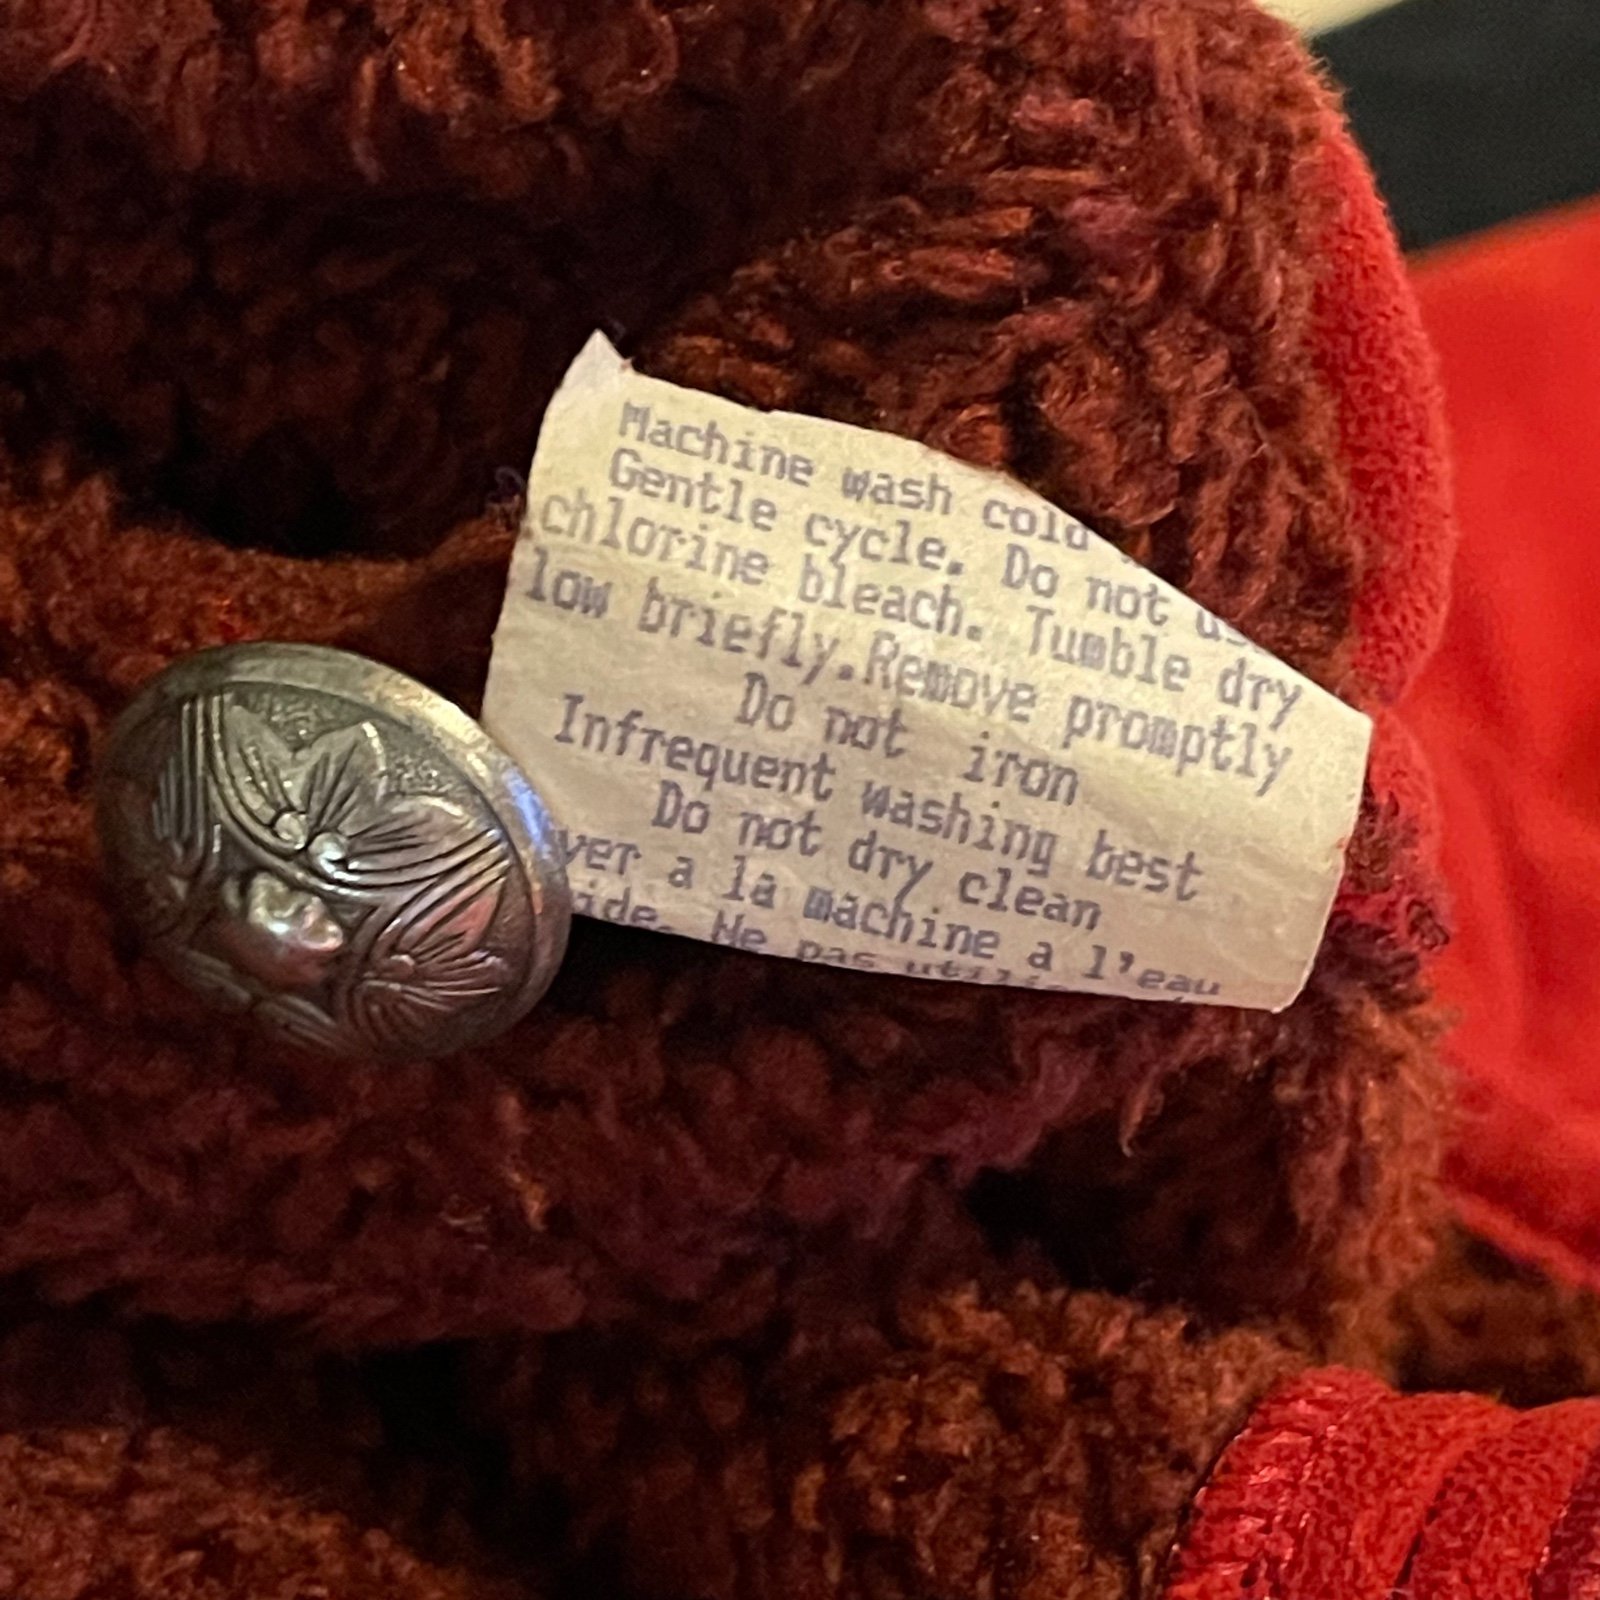 Machine wash cold
Gentle cycle. Do not
chlorine bleach. Tumble dry
low briefly.Remove promptly
Do not iron
Infrequent washing best
Do not dry clean
a la machine a l'eau
Ne pas